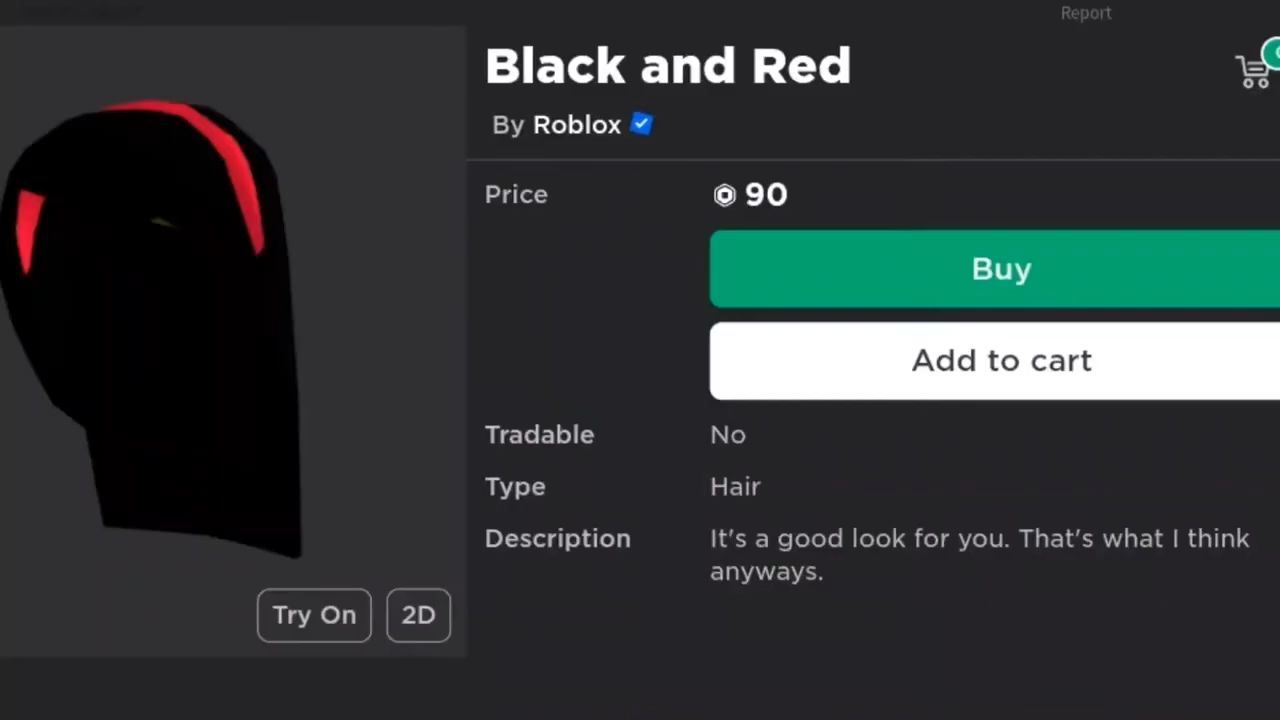 Report
Black and Red
By Roblox
Price
90
Buy
Add to cart
Tradable
No
Type
Hair
Description
It's a good look for you. That's what I think
anyways.
Try On
2D